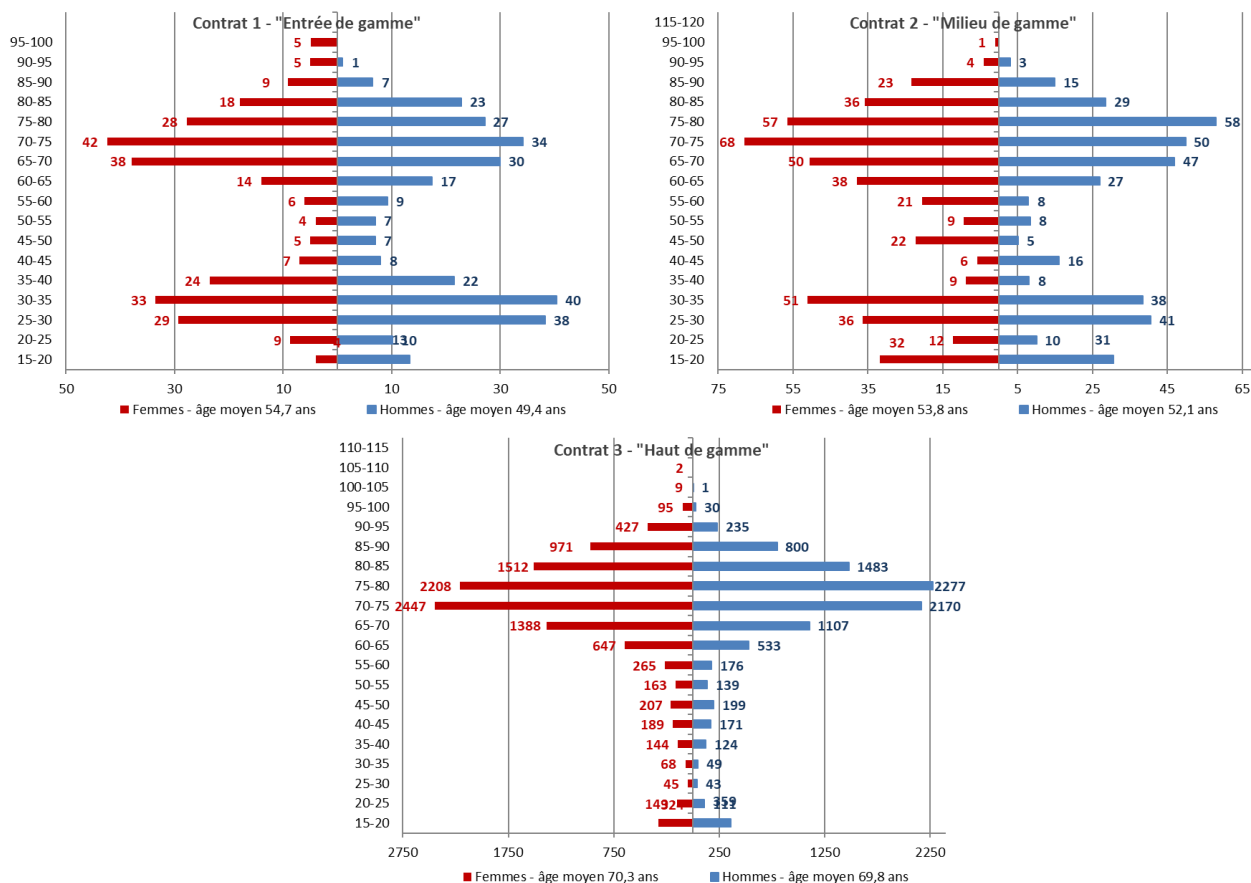 Contrat 1 - "Entrée de gamme"
95-100 5
90-95 5 1
85-90 9 7
80-85 18 23
75-80 28 27
70-75 42 34
65-70 38 30
60-65 14 17
55-60 6 9
50-55 4 7
45-50 5 7
40-45 7 8
35-40 24 22
30-35 33 40
25-30 29 38
20-25 9 4 13 10
15-20
50 30 10 10 30 50
Femmes - âge moyen 54,7 ans Hommes - âge moyen 49,4 ans
Contrat 2 - "Milieu de gamme"
115-120
95-100 1
90-95 4 3
85-90 23 15
80-85 36 29
75-80 57 58
70-75 68 50
65-70 50 47
60-65 38 27
55-60 21 8
50-55 9 8
45-50 22 5
40-45 6 16
35-40 9 8
30-35 51 38
25-30 36 41
20-25 32 12 10 31
15-20
75 55 35 15 5 25 45 65
Femmes - âge moyen 53,8 ans Hommes - âge moyen 52,1 ans
Contrat 3 - "Haut de gamme"
110-115
105-110 2
100-105 9 1
95-100 95 30
90-95 427 235
85-90 971 800
80-85 1512 1483
75-80 2208 2277
70-75 2447 2170
65-70 1388 1107
60-65 647 533
55-60 265 176
50-55 163 139
45-50 207 199
40-45 189 171
35-40 144 124
30-35 68 49
25-30 45 43
20-25 359 111
15-20
2750 1750 750 250 1250 2250
Femmes - âge moyen 70,3 ans Hommes - âge moyen 69,8 ans